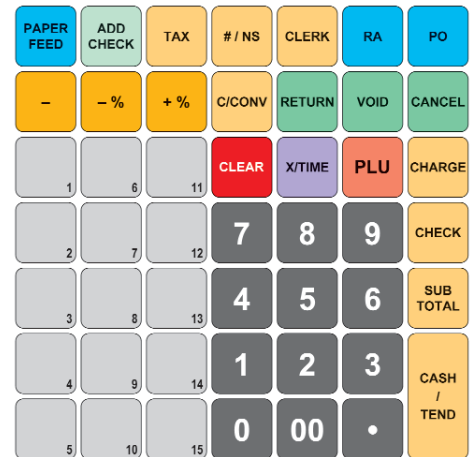 PAPER FEED ADD CHECK TAX # / NS CLERK RA PO
– – % + % C/CONV RETURN VOID CANCEL
1 6 11 CLEAR X/TIME PLU CHARGE
2 7 12 7 8 9 CHECK
3 8 13 4 5 6 SUB TOTAL
4 9 14 1 2 3 CASH / TEND
5 10 15 0 00 •